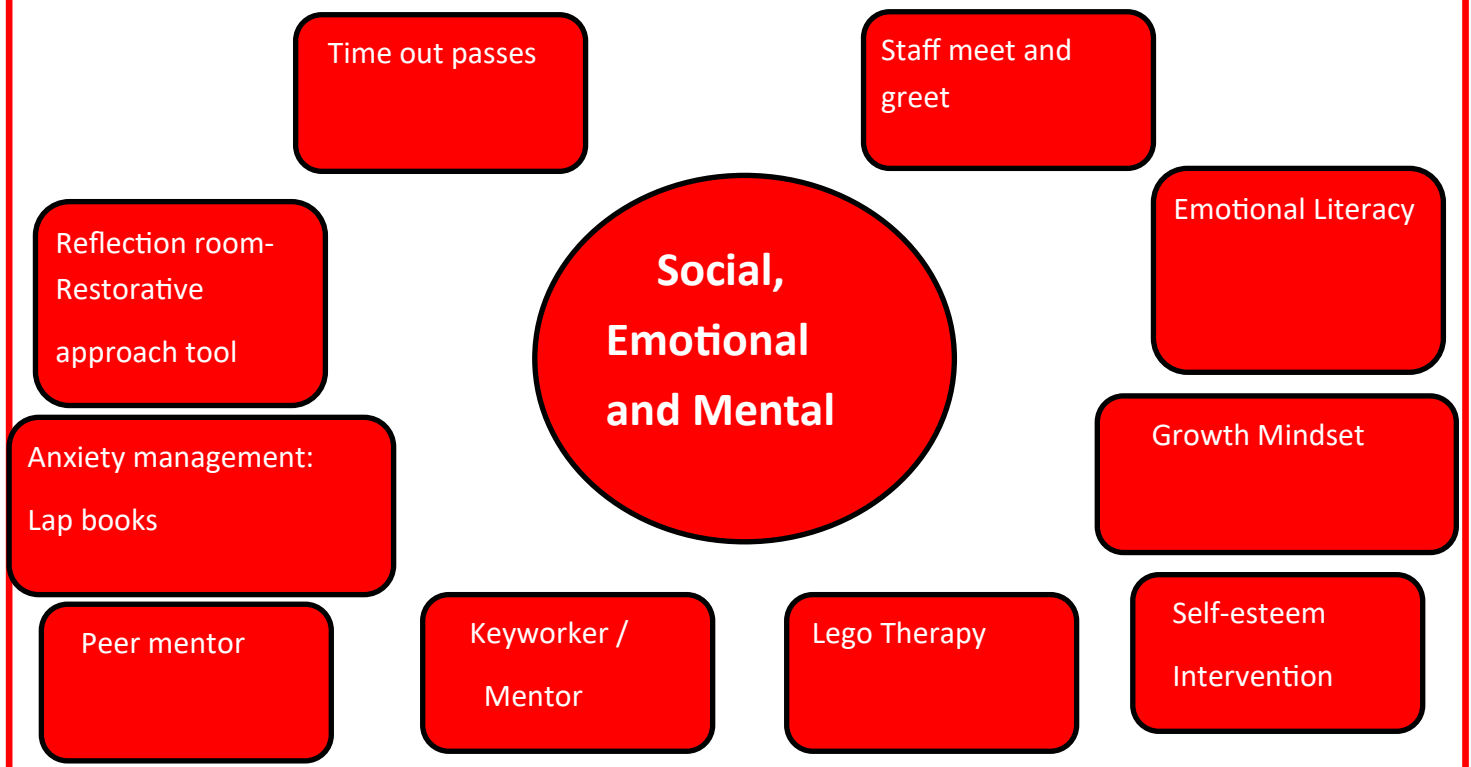 Time out passes
Staff meet and
greet
Emotional Literacy
Reflection room-
Restorative
approach tool
Social,
Emotional
and Mental
Growth Mindset
Anxiety management:
Lap books
Self-esteem
Intervention
Peer mentor
Keyworker /
Mentor
Lego Therapy